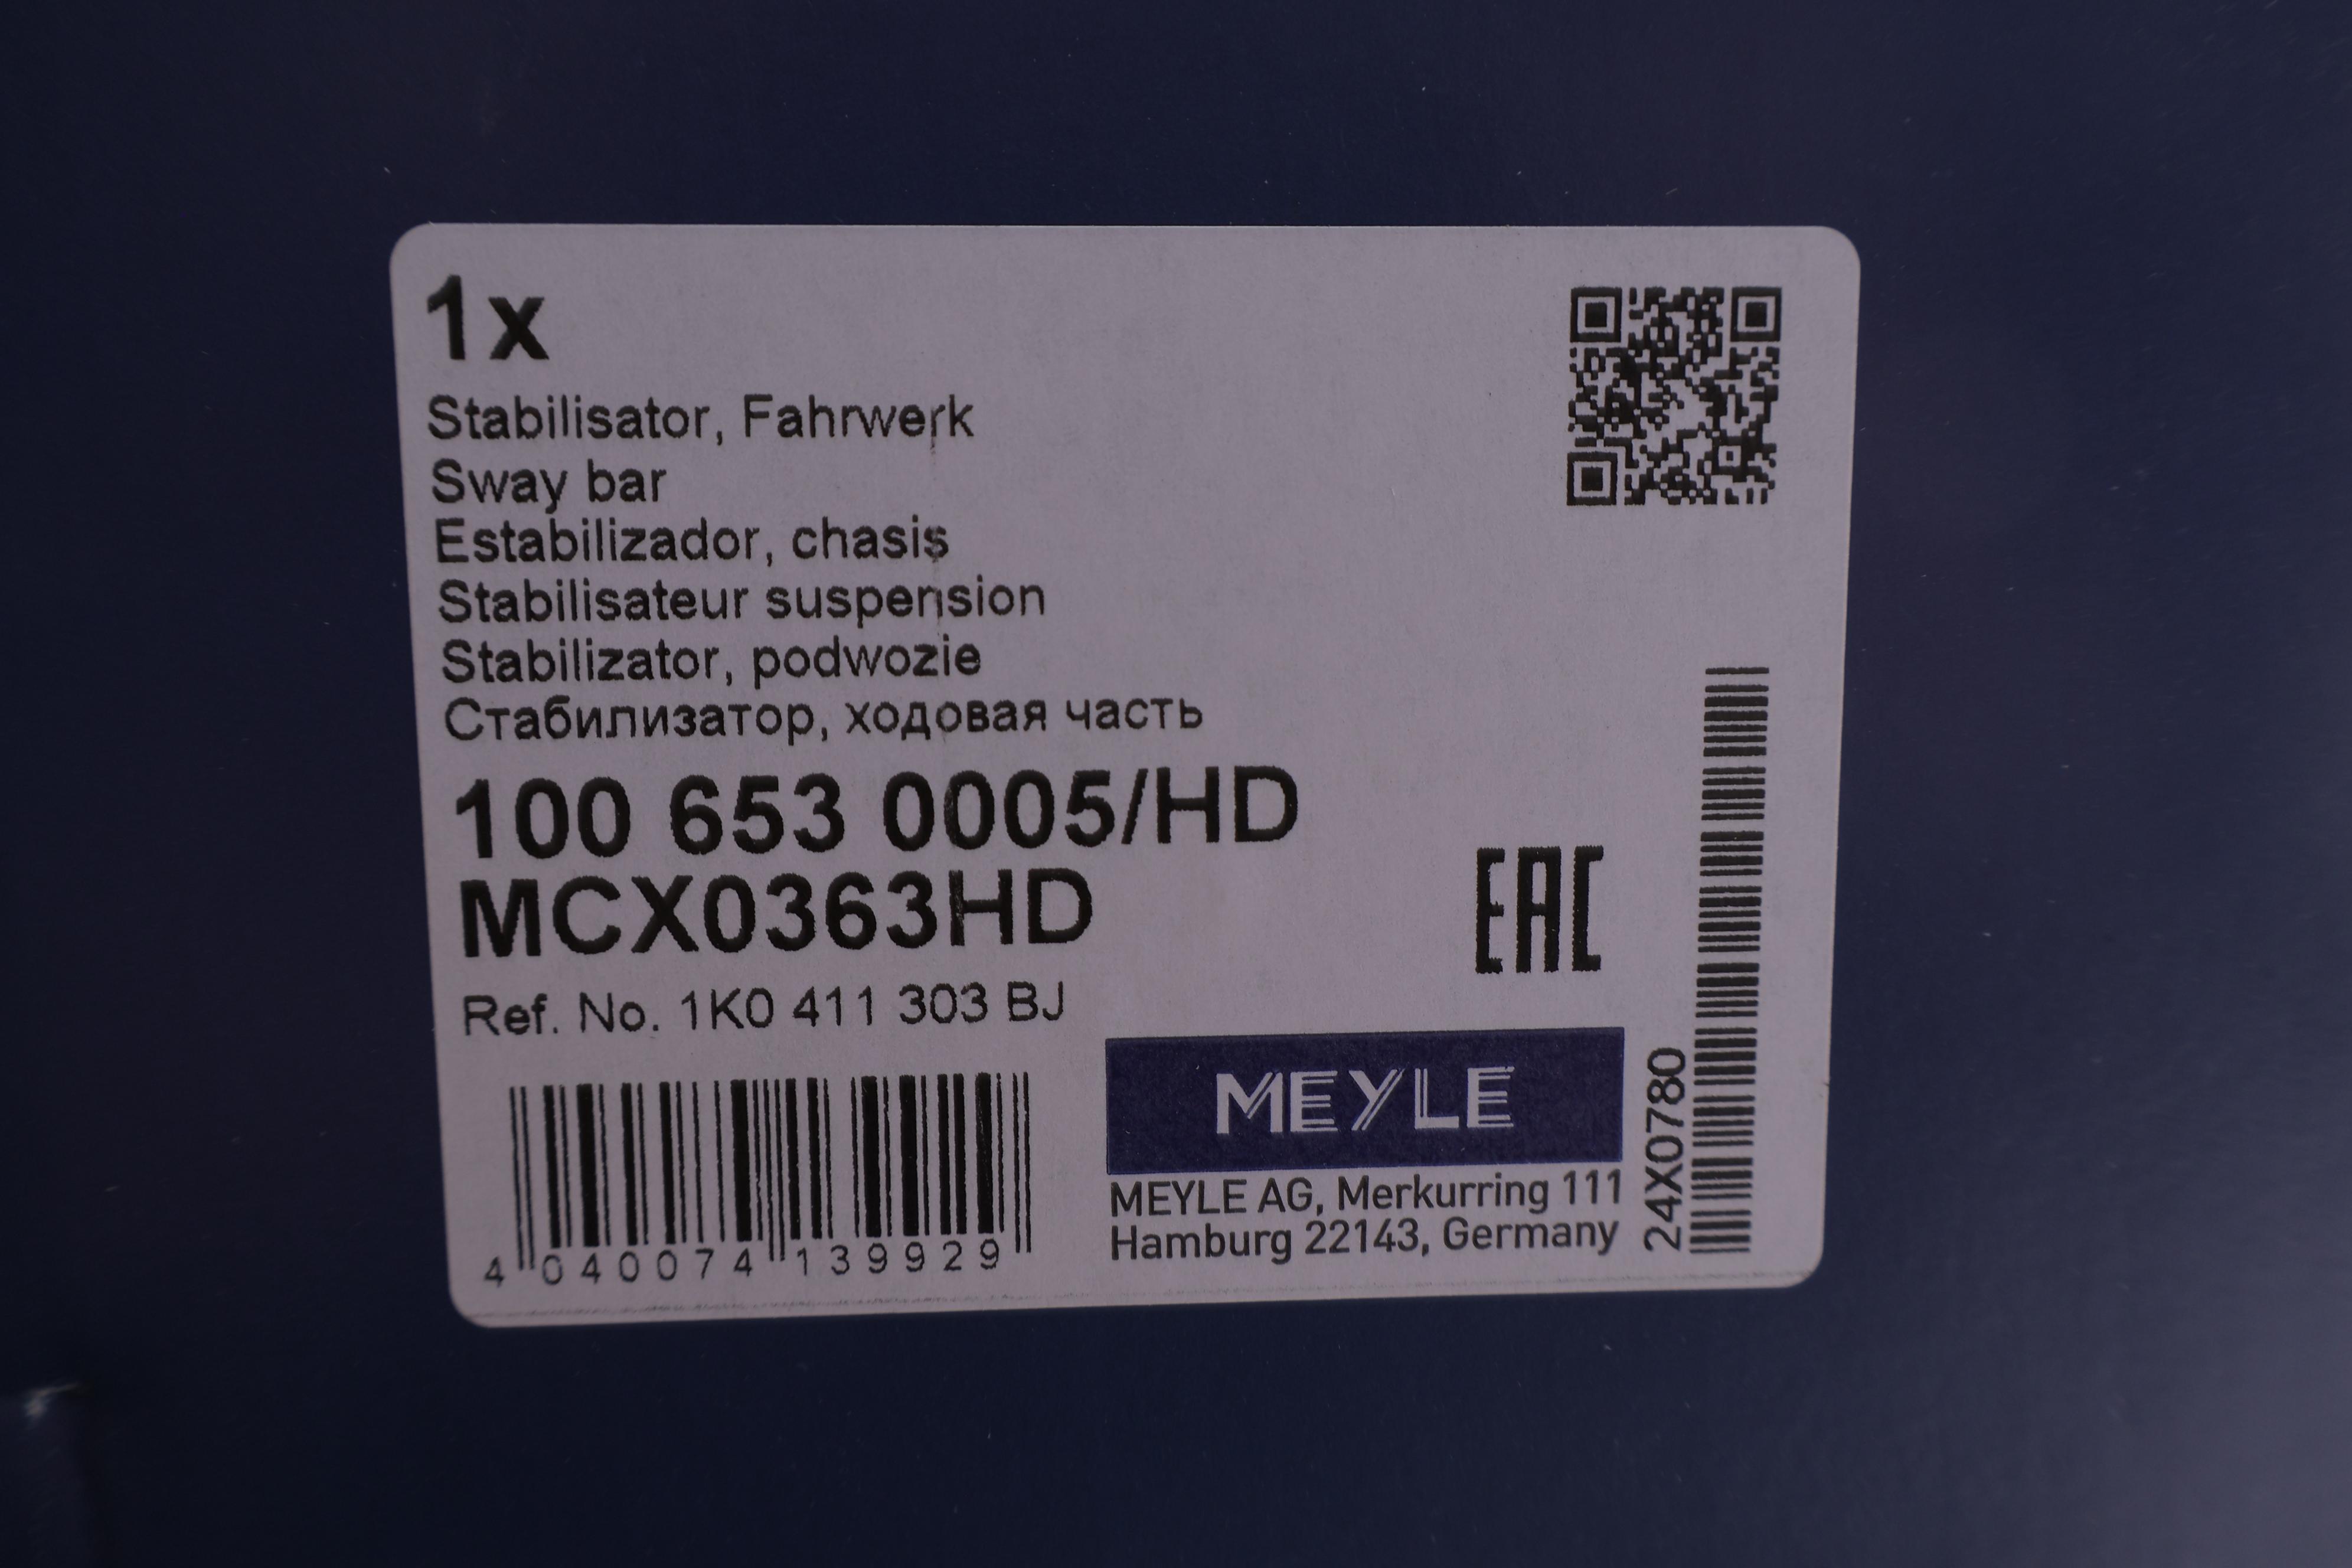 1x
Stabilisator, Fahrwerk
Sway bar
Estabilizador, chasis
Stabilisateur suspension
Stabilizator, podwozie
Стабилизатор, ходовая часть
100 653 0005/HD
MCX0363HD
Ref. No. 1K0 411 303 BJ
EAC
MEYLE
MEYLE AG, Merkurring 111
Hamburg 22143, Germany
24X0780
4 040074 139929